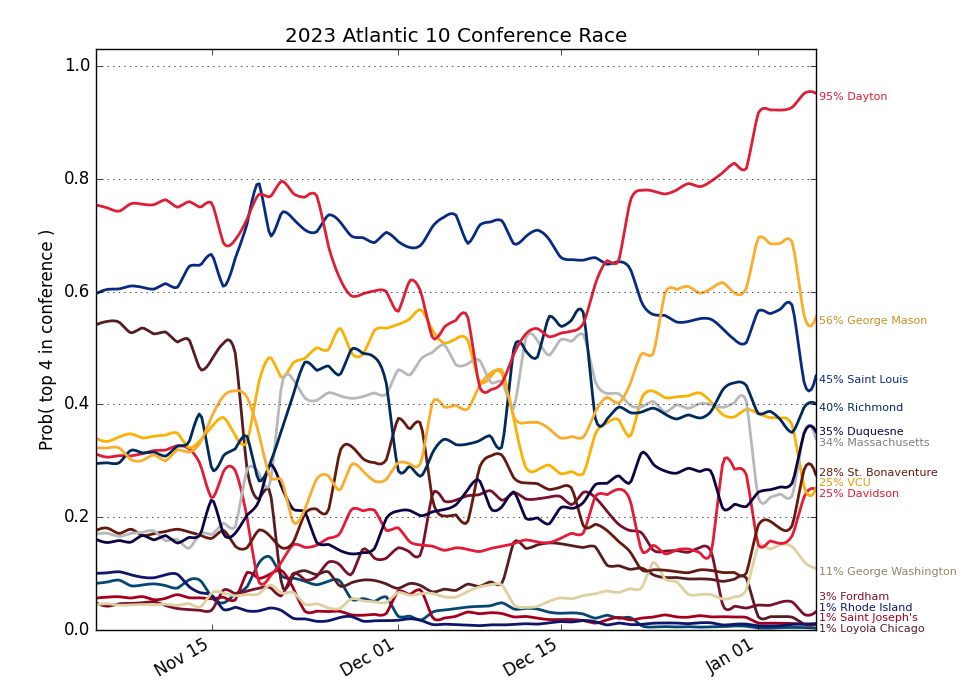 2023 Atlantic 10 Conference Race
Prob( top 4 in conference )
1.0
0.8
0.6
0.4
0.2
0.0
Nov 15
Dec 01
Dec 15
Jan 01
95% Dayton
56% George Mason
45% Saint Louis
40% Richmond
35% Duquesne
34% Massachusetts
28% St. Bonaventure
25% VCU
25% Davidson
11% George Washington
3% Fordham
1% Rhode Island
1% Saint Joseph's
1% Loyola Chicago